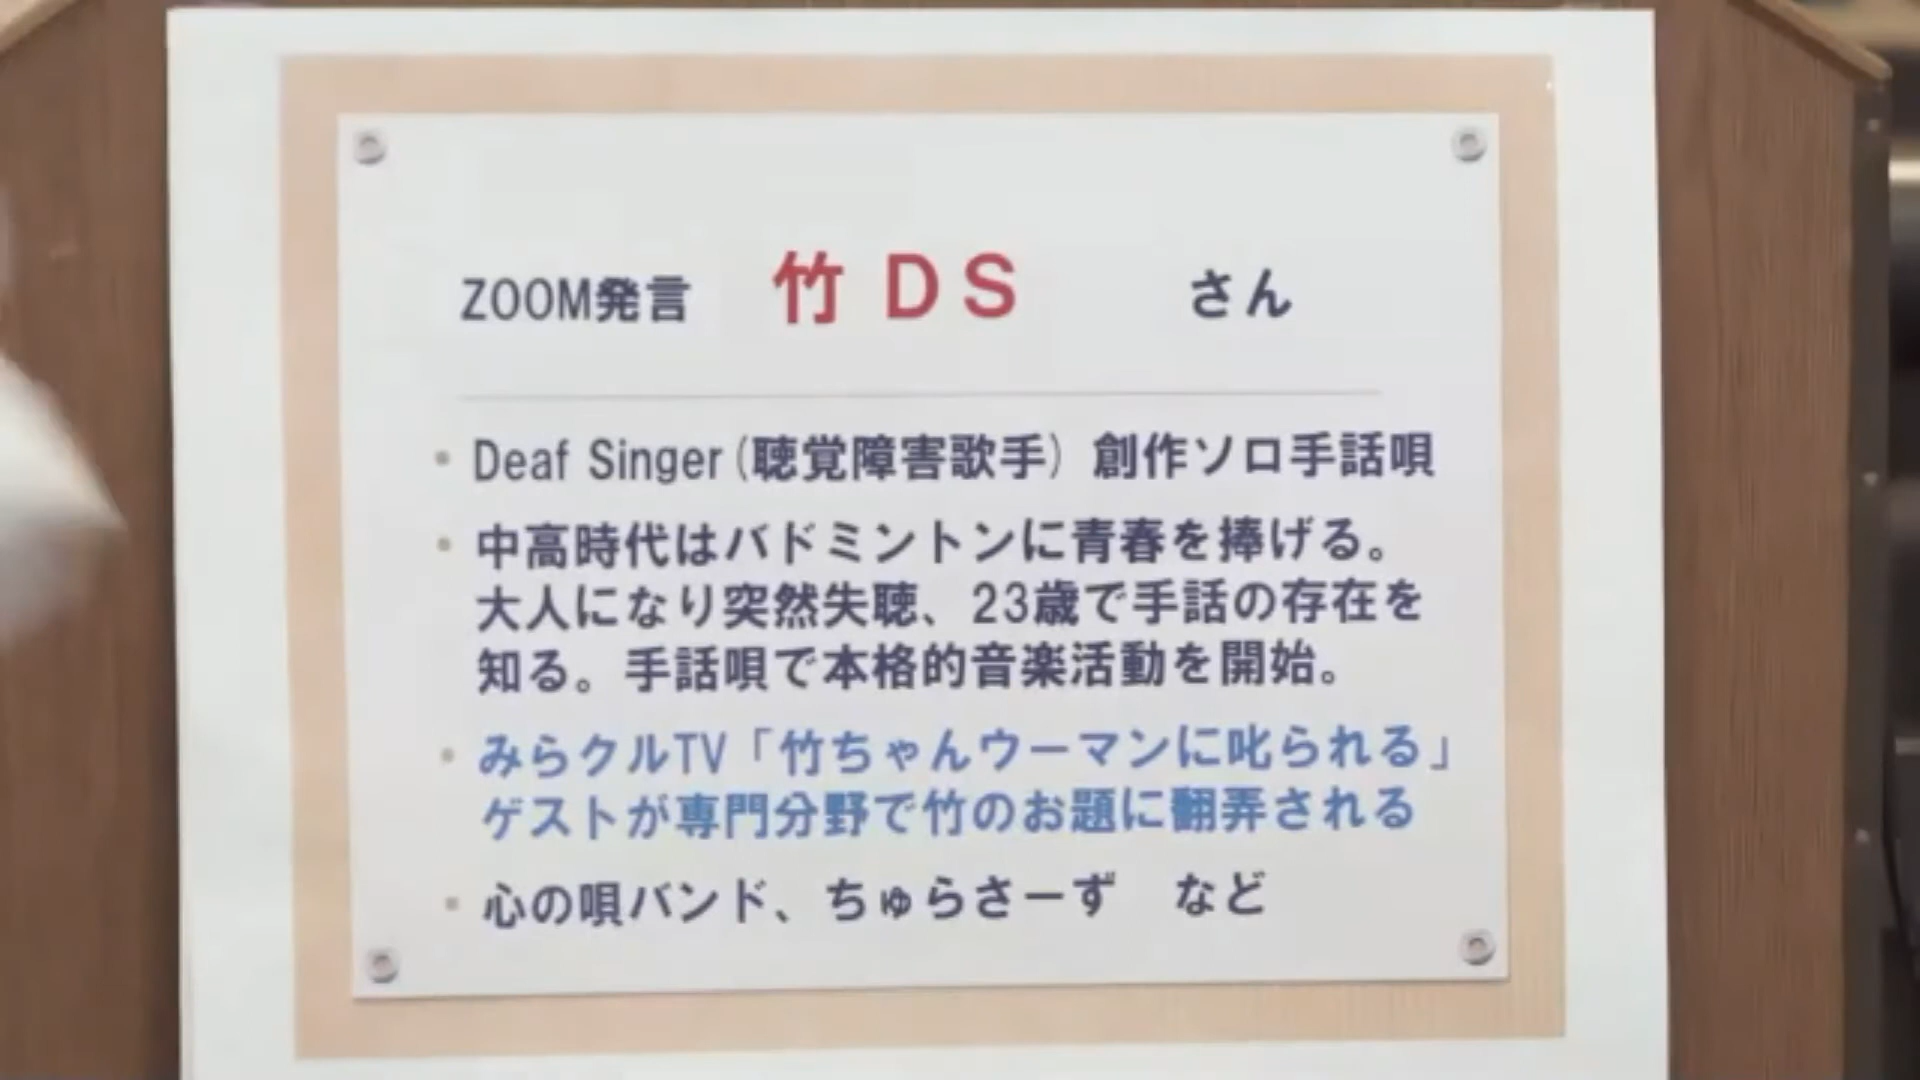 ZOOM発言 竹 DS さん
・Deaf Singer(聴覚障害歌手) 創作ソロ手話唄
・中高時代はバドミントンに青春を捧げる。
大人になり突然失聴、23歳で手話の存在を
知る。手話唄で本格的音楽活動を開始。
・みらクルTV「竹ちゃんウーマンに叱られる」
ゲストが専門分野で竹のお題に翻弄される
・心の唄バンド、ちゅらさーず など